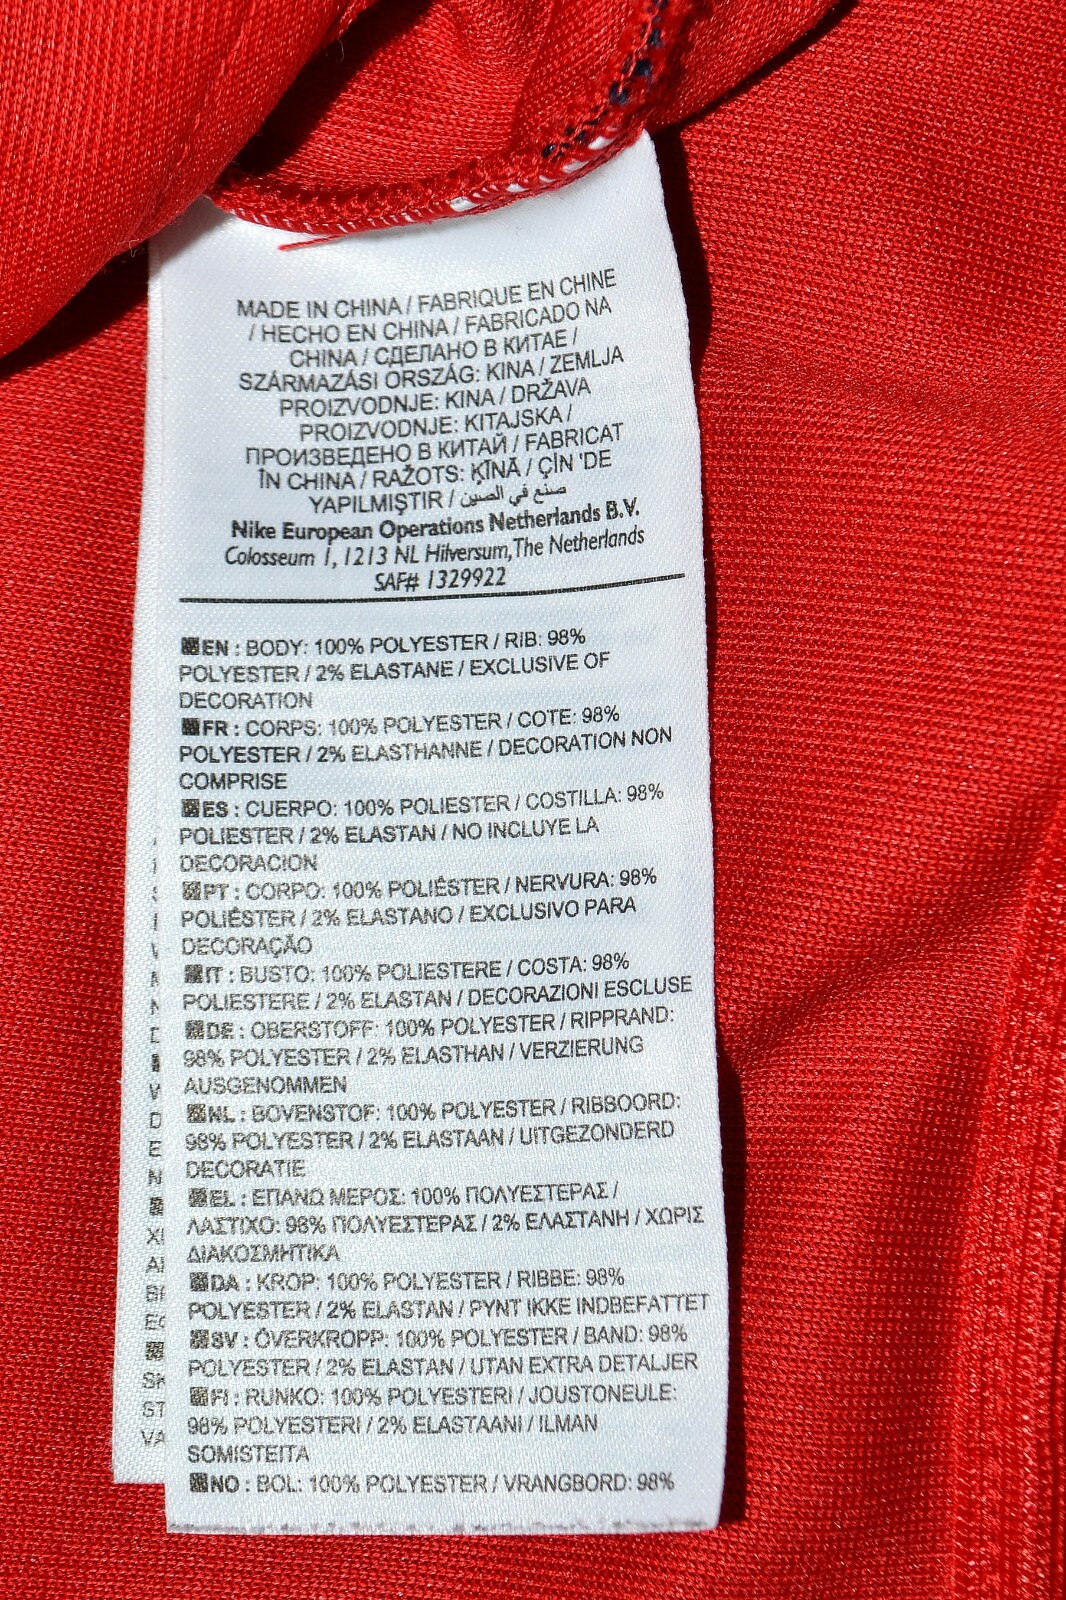 MADE IN CHINA / FABRIQUE EN CHINE
/ HECHO EN CHINA / FABRICADO NA
CHINA / СДЕЛАНО В КИТАЕ /
SZÁRMAZÁSI ORSZÁG: KINA / ZEMLJA
PROIZVODNJE: KINA / DRŽAVA
PROIZVODNJE: KITAJSKA /
ПРОИЗВЕДЕНО В КИТАЙ / FABRICAT
ÎN CHINA / RAŽOTS: ĶĪNĀ / ÇİN 'DE
YAPILMIŞTIR / صنع في الصين
Nike European Operations Netherlands B.V.
Colosseum 1, 1213 NL Hilversum, The Netherlands
SAF# 1329922
EN : BODY: 100% POLYESTER / RIB: 98%
POLYESTER / 2% ELASTANE / EXCLUSIVE OF
DECORATION
FR : CORPS: 100% POLYESTER / COTE: 98%
POLYESTER / 2% ELASTHANNE / DECORATION NON
COMPRISE
ES : CUERPO: 100% POLIESTER / COSTILLA: 98%
POLIESTER / 2% ELASTAN / NO INCLUYE LA
DECORACION
PT : CORPO: 100% POLIÉSTER / NERVURA: 98%
POLIÉSTER / 2% ELASTANO / EXCLUSIVO PARA
DECORAÇÃO
IT : BUSTO: 100% POLIESTERE / COSTA: 98%
POLIESTERE / 2% ELASTAN / DECORAZIONI ESCLUSE
DE : OBERSTOFF: 100% POLYESTER / RIPPRAND:
98% POLYESTER / 2% ELASTHAN / VERZIERUNG
AUSGENOMMEN
NL : BOVENSTOF: 100% POLYESTER / RIBBOORD:
98% POLYESTER / 2% ELASTAAN / UITGEZONDERD
DECORATIE
EL : ΕΠΑΝΩ ΜΕΡΟΣ: 100% ΠΟΛΥΕΣΤΕΡΑΣ /
ΛΑΣΤΙΧΟ: 98% ΠΟΛΥΕΣΤΕΡΑΣ / 2% ΕΛΑΣΤΑΝΗ / ΧΩΡΙΣ
ΔΙΑΚΟΣΜΗΤΙΚΑ
DA : KROP: 100% POLYESTER / RIBBE: 98%
POLYESTER / 2% ELASTAN / PYNT IKKE INDBEFATTET
SV : ÖVERKROPP: 100% POLYESTER / BAND: 98%
POLYESTER / 2% ELASTAN / UTAN EXTRA DETALJER
FI : RUNKO: 100% POLYESTERI / JOUSTONEULE:
98% POLYESTERI / 2% ELASTAANI / ILMAN
SOMISTEITA
NO : BOL: 100% POLYESTER / VRANGBORD: 98%